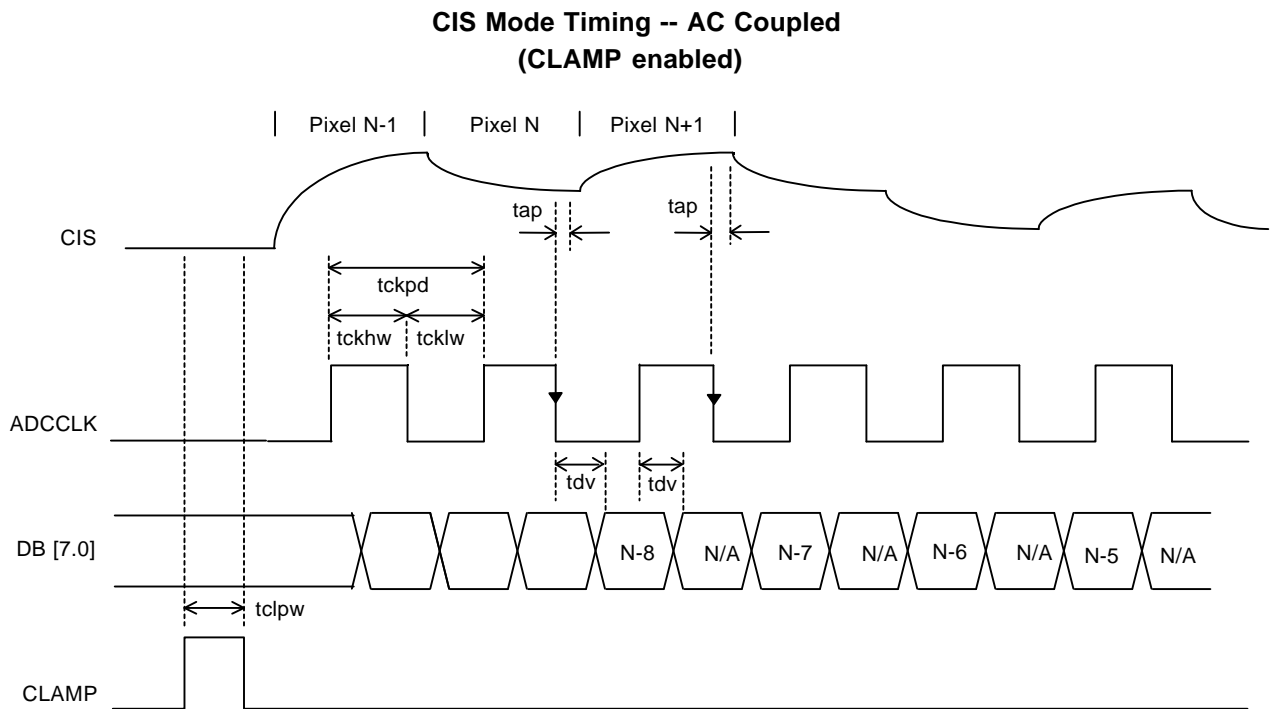 CIS Mode Timing -- AC Coupled
(CLAMP enabled)
Pixel N-1 Pixel N Pixel N+1
tap tap
CIS
tckpd
tckhw tcklw
ADCCLK
tdv tdv
DB [7.0] N-8 N/A N-7 N/A N-6 N/A N-5 N/A
tclpw
CLAMP